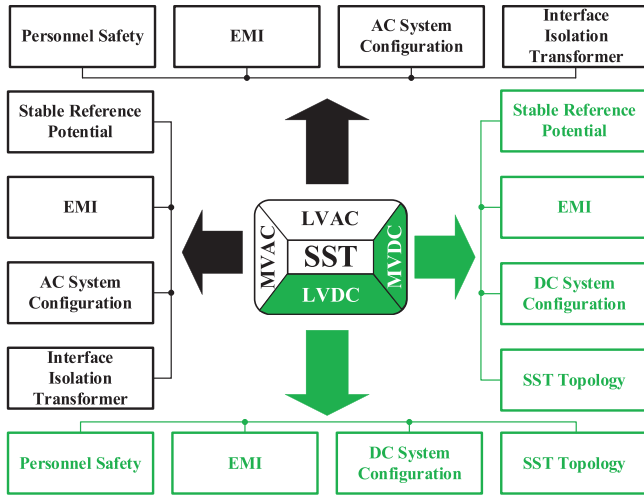 Personnel Safety
EMI
AC System
Configuration
Interface
Isolation
Transformer
Stable Reference
Potential
EMI
AC System
Configuration
Interface
Isolation
Transformer
LVAC
MVAC
SST
MVDC
LVDC
Stable Reference
Potential
EMI
DC System
Configuration
SST Topology
Personnel Safety
EMI
DC System
Configuration
SST Topology